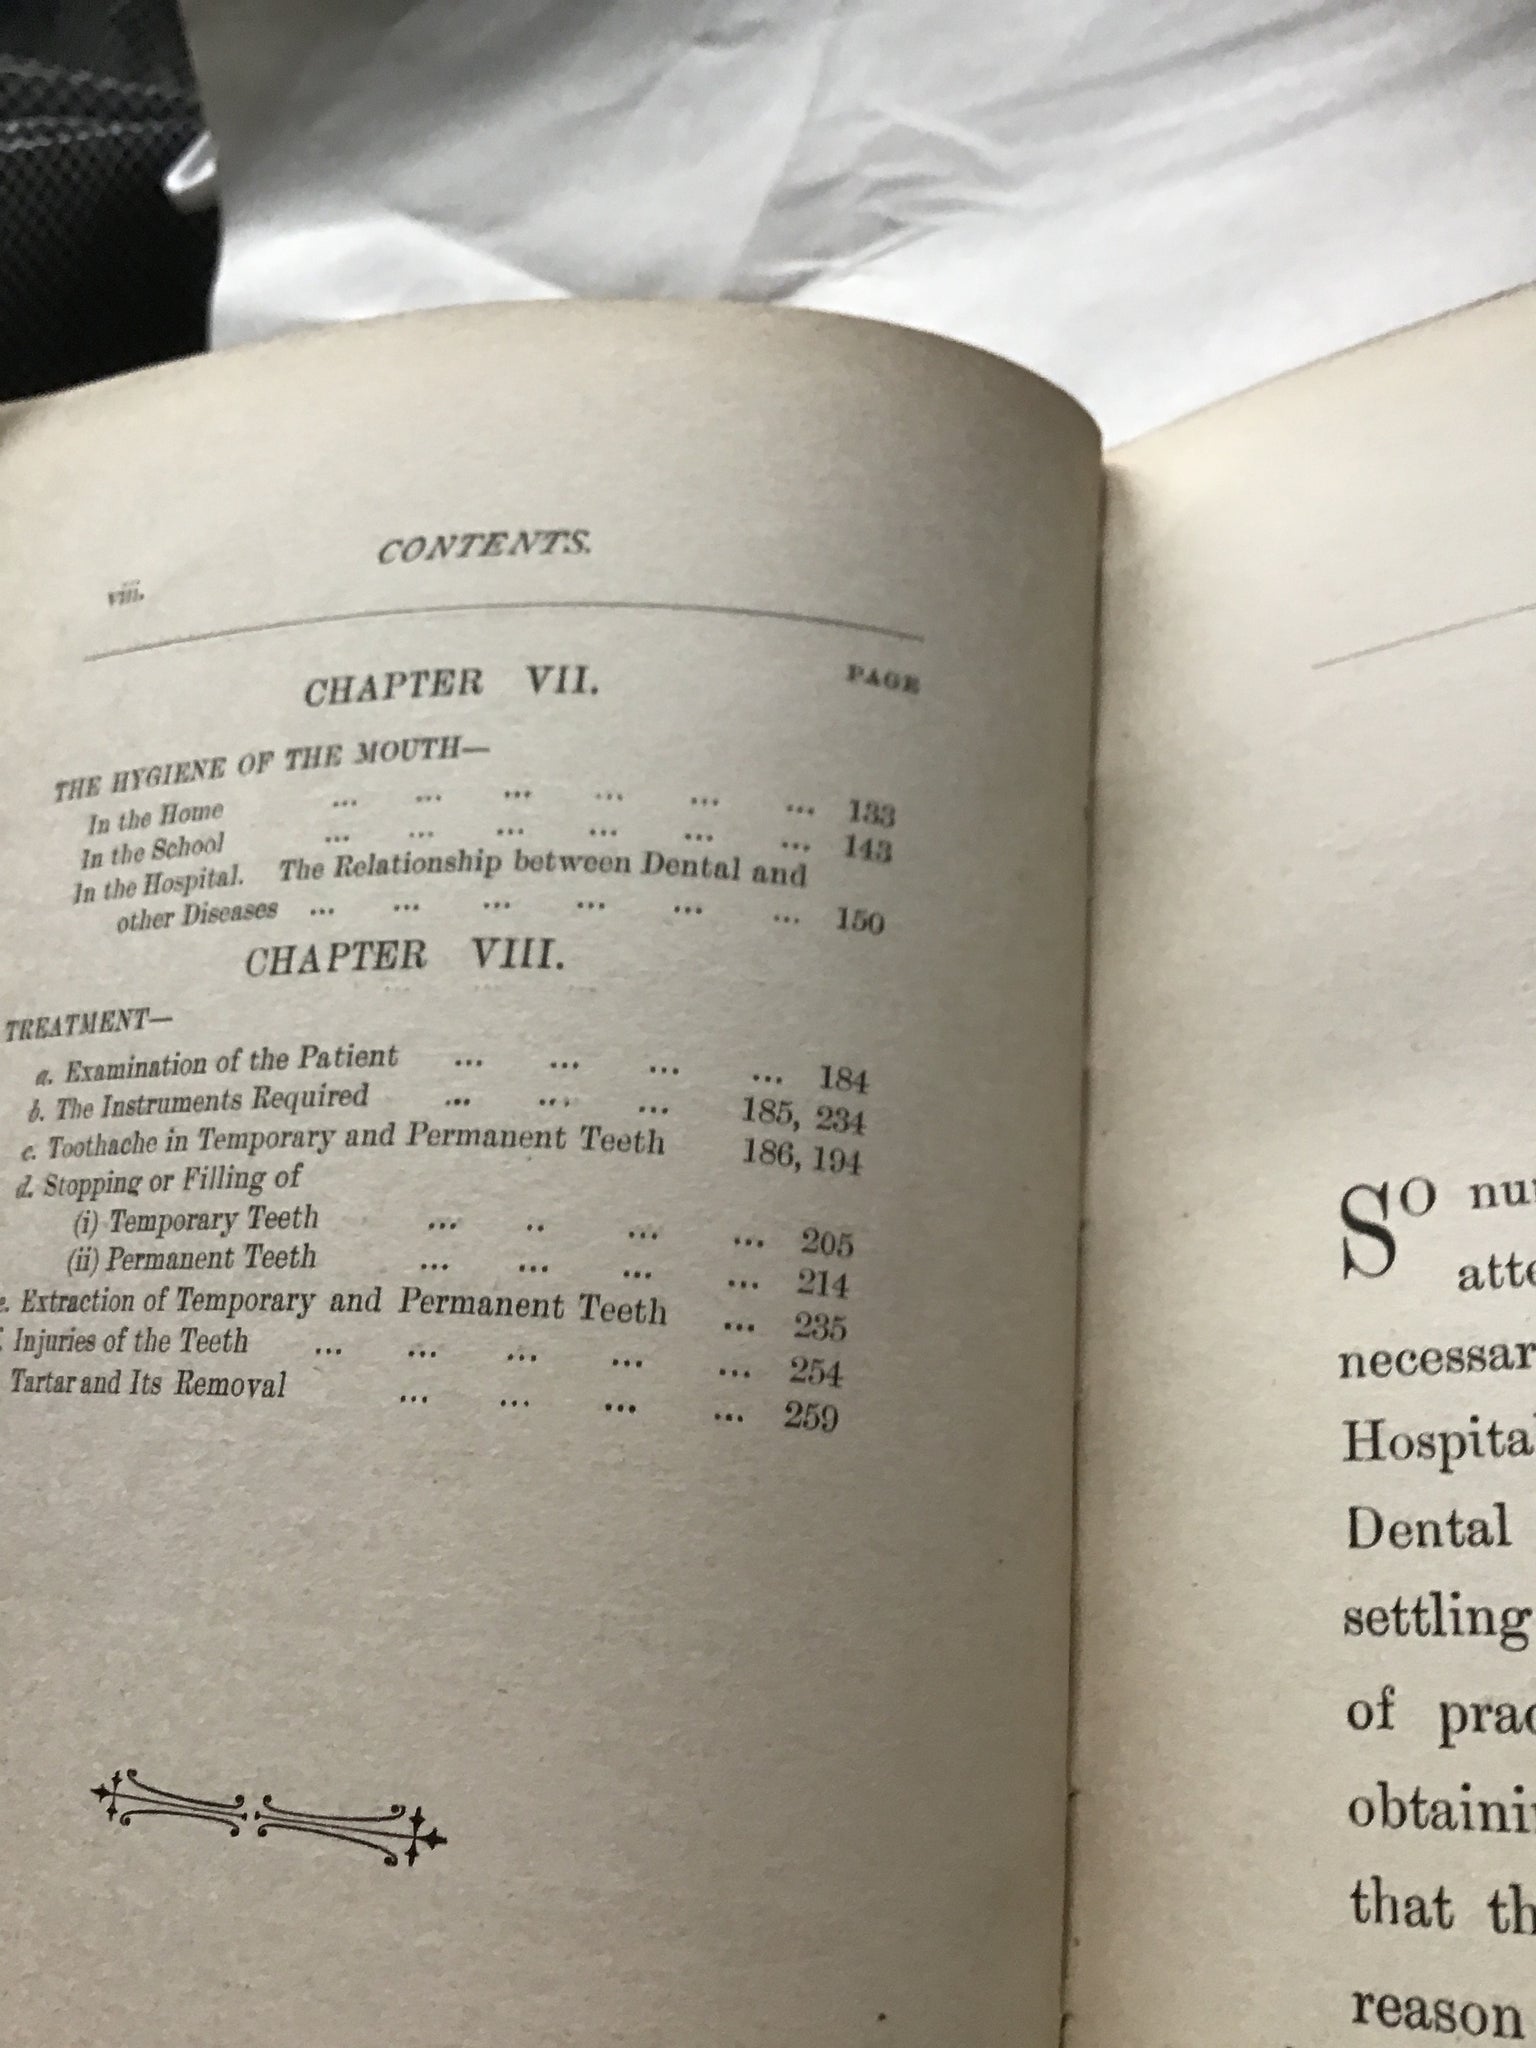 CONTENTS.
viii.
CHAPTER VII.
PAGE
THE HYGIENE OF THE MOUTH—
In the Home ... ... ... ... ... ... 133
In the School ... ... ... ... ... ... 143
In the Hospital. The Relationship between Dental and
other Diseases ... ... ... ... ... ... 150
CHAPTER VIII.
TREATMENT—
a. Examination of the Patient ... ... ... ... 184
b. The Instruments Required ... ... ... 185, 234
c. Toothache in Temporary and Permanent Teeth 186, 194
d. Stopping or Filling of
(i) Temporary Teeth ... .. ... ... 205
(ii) Permanent Teeth ... ... ... ... 214
e. Extraction of Temporary and Permanent Teeth ... 235
Injuries of the Teeth ... ... ... ... ... 254
Tartar and Its Removal ... ... ... ... 259
SO nu
atte
necessar
Hospital
Dental
settling
of prac
obtaini
that th
reason